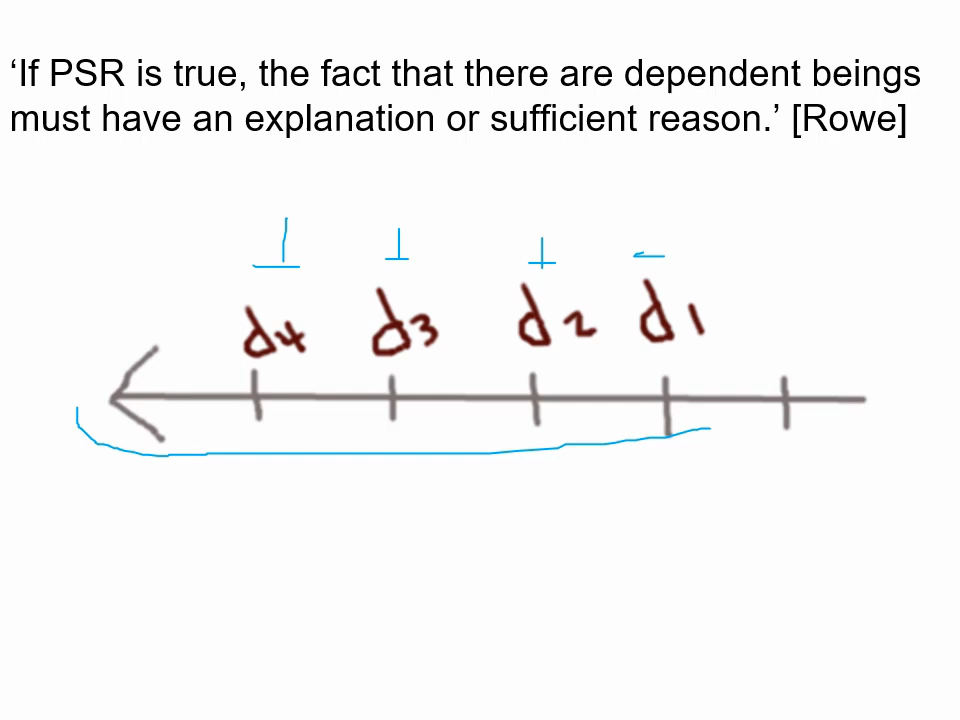 ‘If PSR is true, the fact that there are dependent beings
must have an explanation or sufficient reason.’ [Rowe]
d4 d3 d2 d1